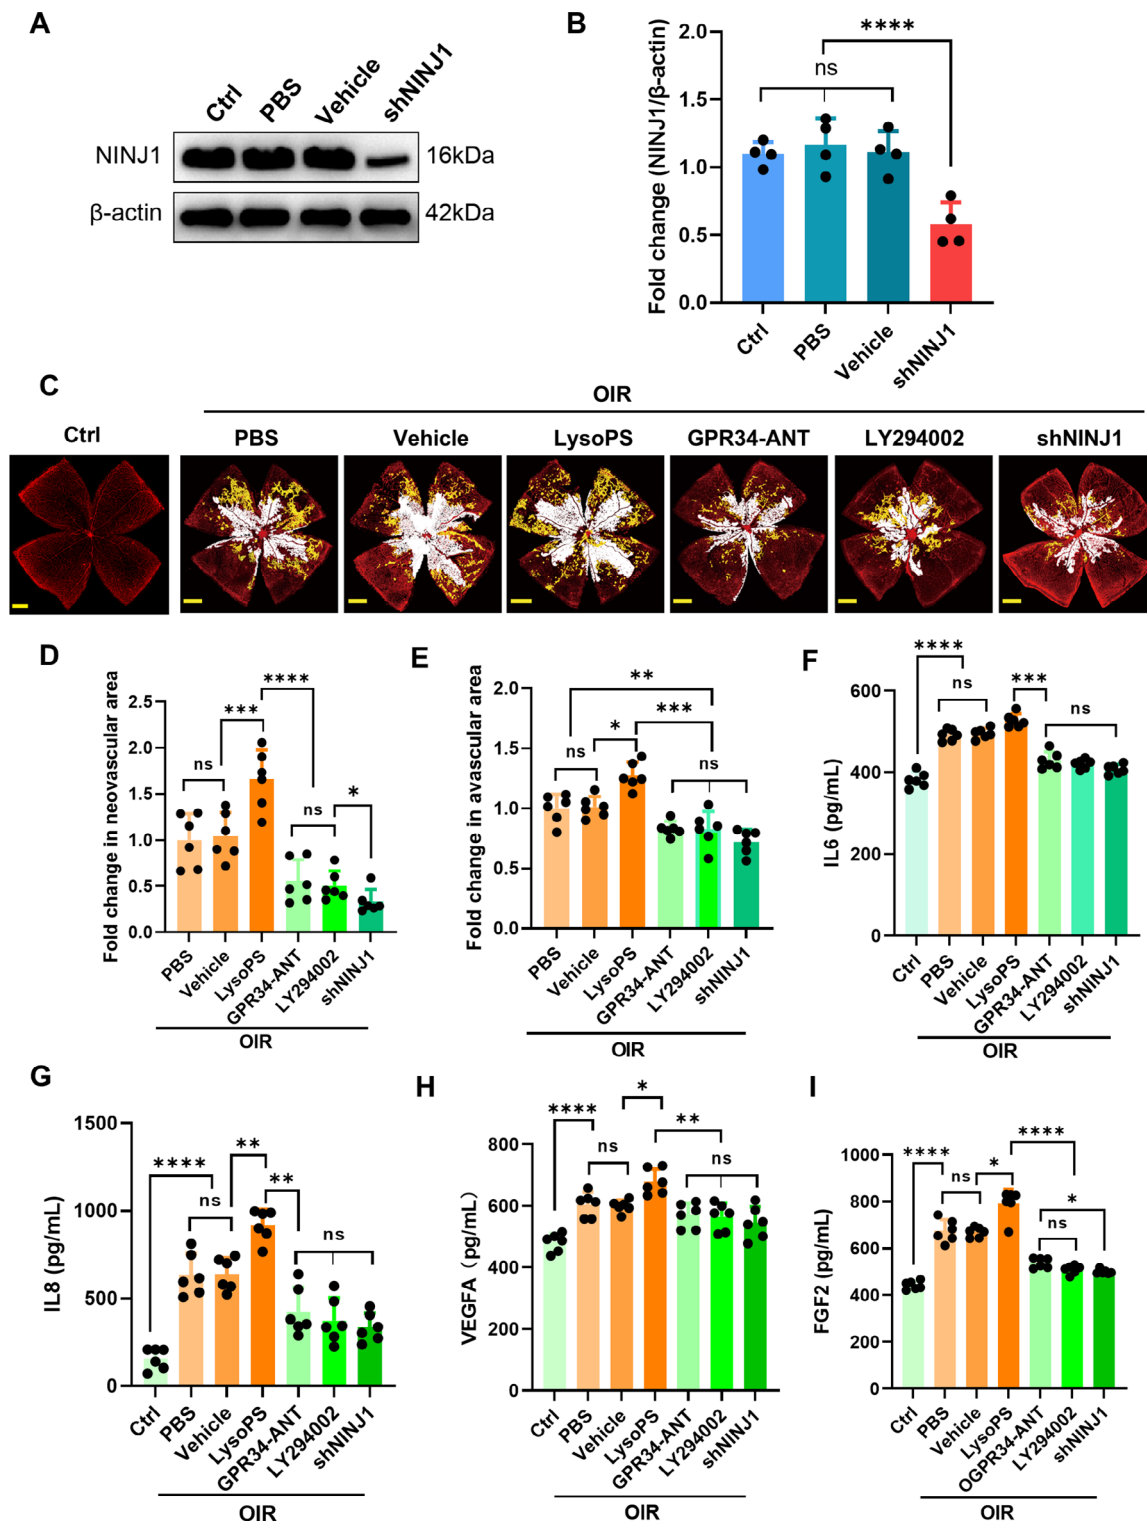 A
Ctrl
PBS
Vehicle
shNINJ1
NINJ1
16kDa
β-actin
42kDa
B
Fold change (NINJ1/β-actin)
2.0
1.5
1.0
0.5
0.0
****
ns
Ctrl
PBS
Vehicle
shNINJ1
C
OIR
Ctrl
PBS
Vehicle
LysoPS
GPR34-ANT
LY294002
shNINJ1
D
Fold change in neovascular area
2.5
2.0
1.5
1.0
0.5
0.0
****
***
ns
ns
*
PBS
Vehicle
LysoPS
GPR34-ANT
LY294002
shNINJ1
OIR
E
Fold change in avascular area
2.0
1.5
1.0
0.5
0.0
**
***
*
ns
ns
PBS
Vehicle
LysoPS
GPR34-ANT
LY294002
shNINJ1
OIR
F
IL6 (pg/mL)
600
400
200
0
****
ns
***
ns
Ctrl
PBS
Vehicle
LysoPS
GPR34-ANT
LY294002
shNINJ1
OIR
G
IL8 (pg/mL)
1500
1000
500
0
****
**
ns
**
ns
Ctrl
PBS
Vehicle
LysoPS
GPR34-ANT
LY294002
shNINJ1
OIR
H
VEGFA (pg/mL)
800
600
400
200
0
****
*
**
ns
ns
Ctrl
PBS
Vehicle
LysoPS
GPR34-ANT
LY294002
shNINJ1
OIR
I
FGF2 (pg/mL)
1000
800
600
400
200
0
****
ns
*
****
*
ns
Ctrl
PBS
Vehicle
LysoPS
OGPR34-ANT
LY294002
shNINJ1
OIR